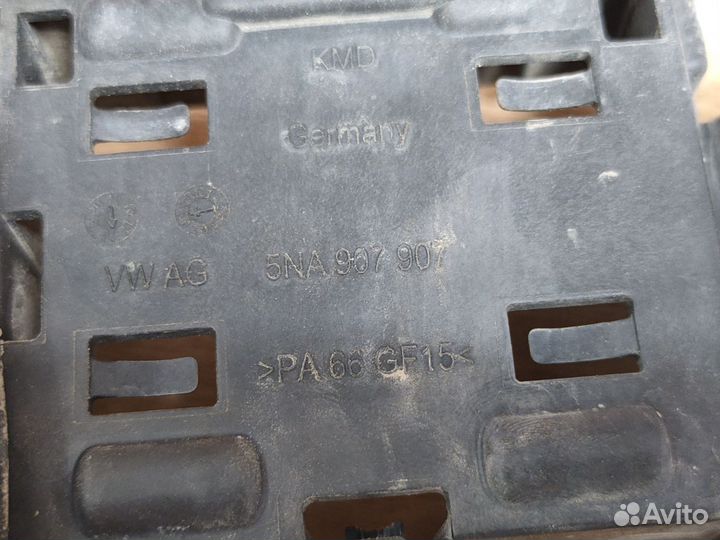 KMD
Germany
VW AG 5NA 907 907
>PA 66 GF15<
Avito